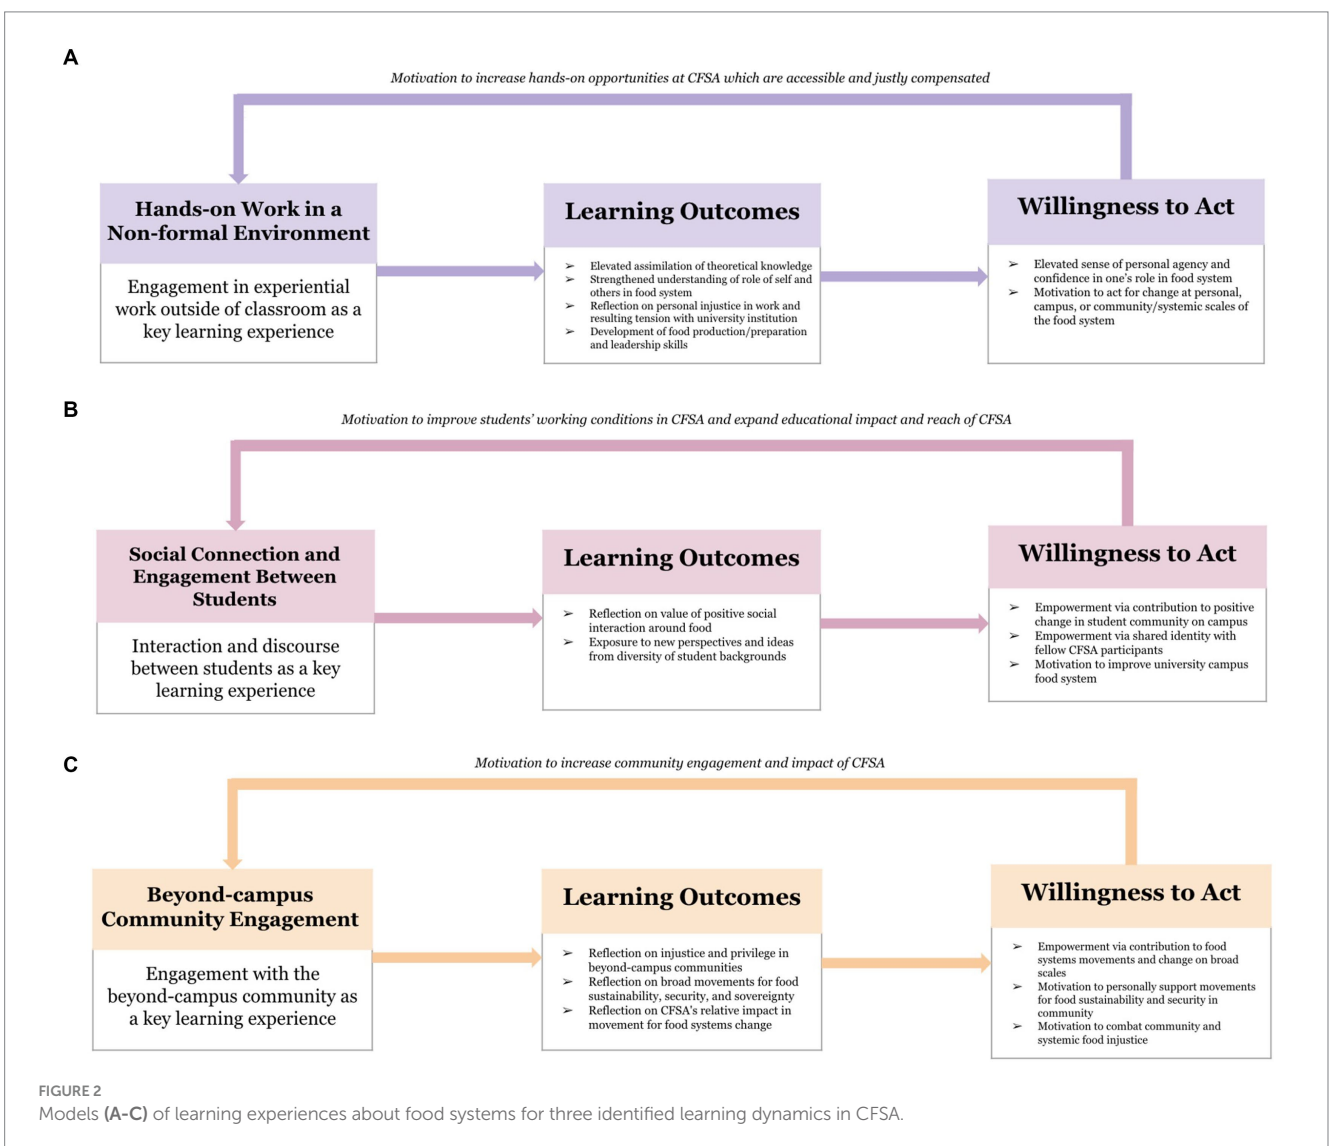 A
Motivation to increase hands-on opportunities at CFSA which are accessible and justly compensated
Hands-on Work in a
Non-formal Environment
Engagement in experiential
work outside of classroom as a
key learning experience
Learning Outcomes
➢ Elevated assimilation of theoretical knowledge
➢ Strengthened understanding of role of self and
others in food system
➢ Reflection on personal injustice in work and
resulting tension with university institution
➢ Development of food production/preparation
and leadership skills
Willingness to Act
➢ Elevated sense of personal agency and
confidence in one's role in food system
➢ Motivation to act for change at personal,
campus, or community/systemic scales of
the food system
B
Motivation to improve students' working conditions in CFSA and expand educational impact and reach of CFSA
Social Connection and
Engagement Between
Students
Interaction and discourse
between students as a key
learning experience
Learning Outcomes
➢ Reflection on value of positive social
interaction around food
➢ Exposure to new perspectives and ideas
from diversity of student backgrounds
Willingness to Act
➢ Empowerment via contribution to positive
change in student community on campus
➢ Empowerment via shared identity with
fellow CFSA participants
➢ Motivation to improve university campus
food system
C
Motivation to increase community engagement and impact of CFSA
Beyond-campus
Community Engagement
Engagement with the
beyond-campus community as
a key learning experience
Learning Outcomes
➢ Reflection on injustice and privilege in
beyond-campus communities
➢ Reflection on broad movements for food
sustainability, security, and sovereignty
➢ Reflection on CFSA's relative impact in
movement for food systems change
Willingness to Act
➢ Empowerment via contribution to food
systems movements and change on broad
scales
➢ Motivation to personally support movements
for food sustainability and security in
community
➢ Motivation to combat community and
systemic food injustice
FIGURE 2
Models (A-C) of learning experiences about food systems for three identified learning dynamics in CFSA.